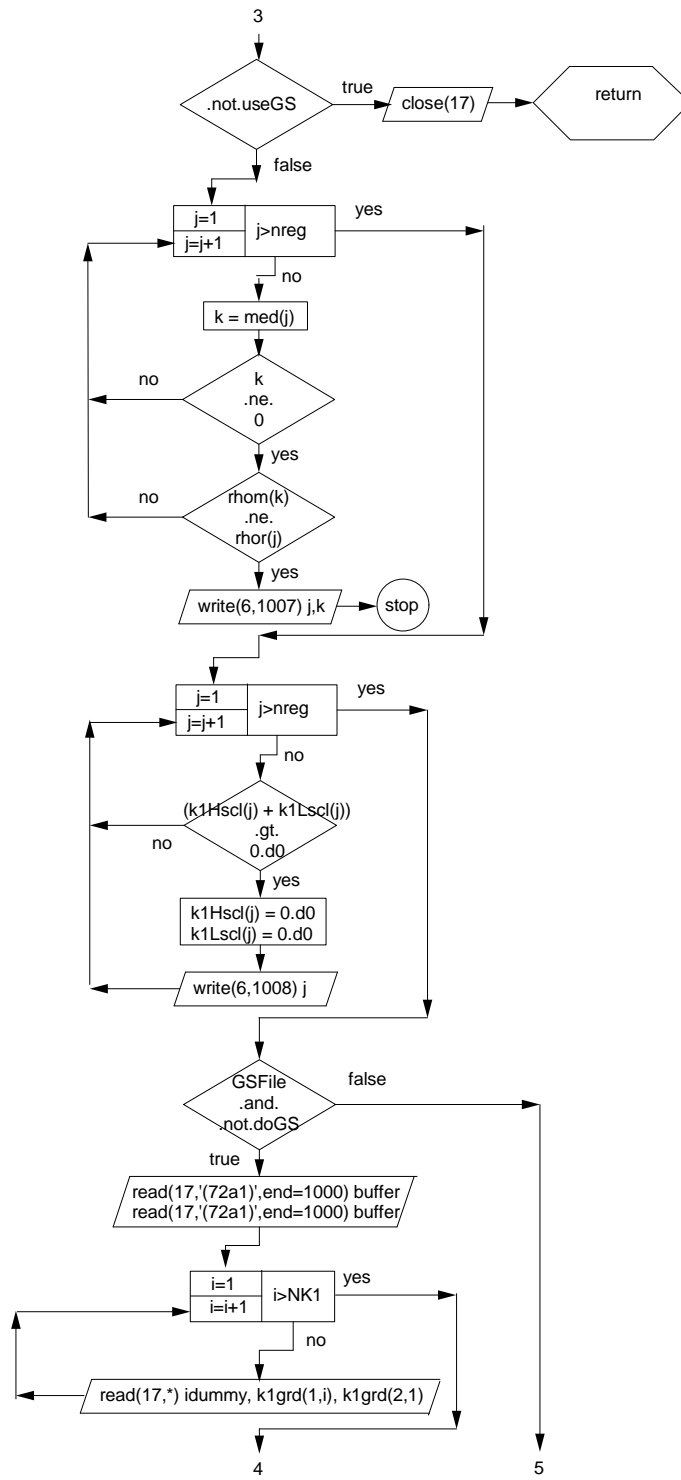 3
.not.useGS
true
close(17)
return
false
j=1
j=j+1
j>nreg
yes
no
k = med(j)
k
.ne.
0
no
yes
rhom(k)
.ne.
rhor(j)
no
yes
write(6,1007) j,k
stop
j=1
j=j+1
j>nreg
yes
no
(k1Hscl(j) + k1Lscl(j))
.gt.
0.d0
no
yes
k1Hscl(j) = 0.d0
k1Lscl(j) = 0.d0
write(6,1008) j
GSFile
.and.
.not.doGS
false
true
read(17,'(72a1)',end=1000) buffer
read(17,'(72a1)',end=1000) buffer
i=1
i=i+1
i>NK1
yes
no
read(17,*) idummy, k1grd(1,i), k1grd(2,1)
4
5